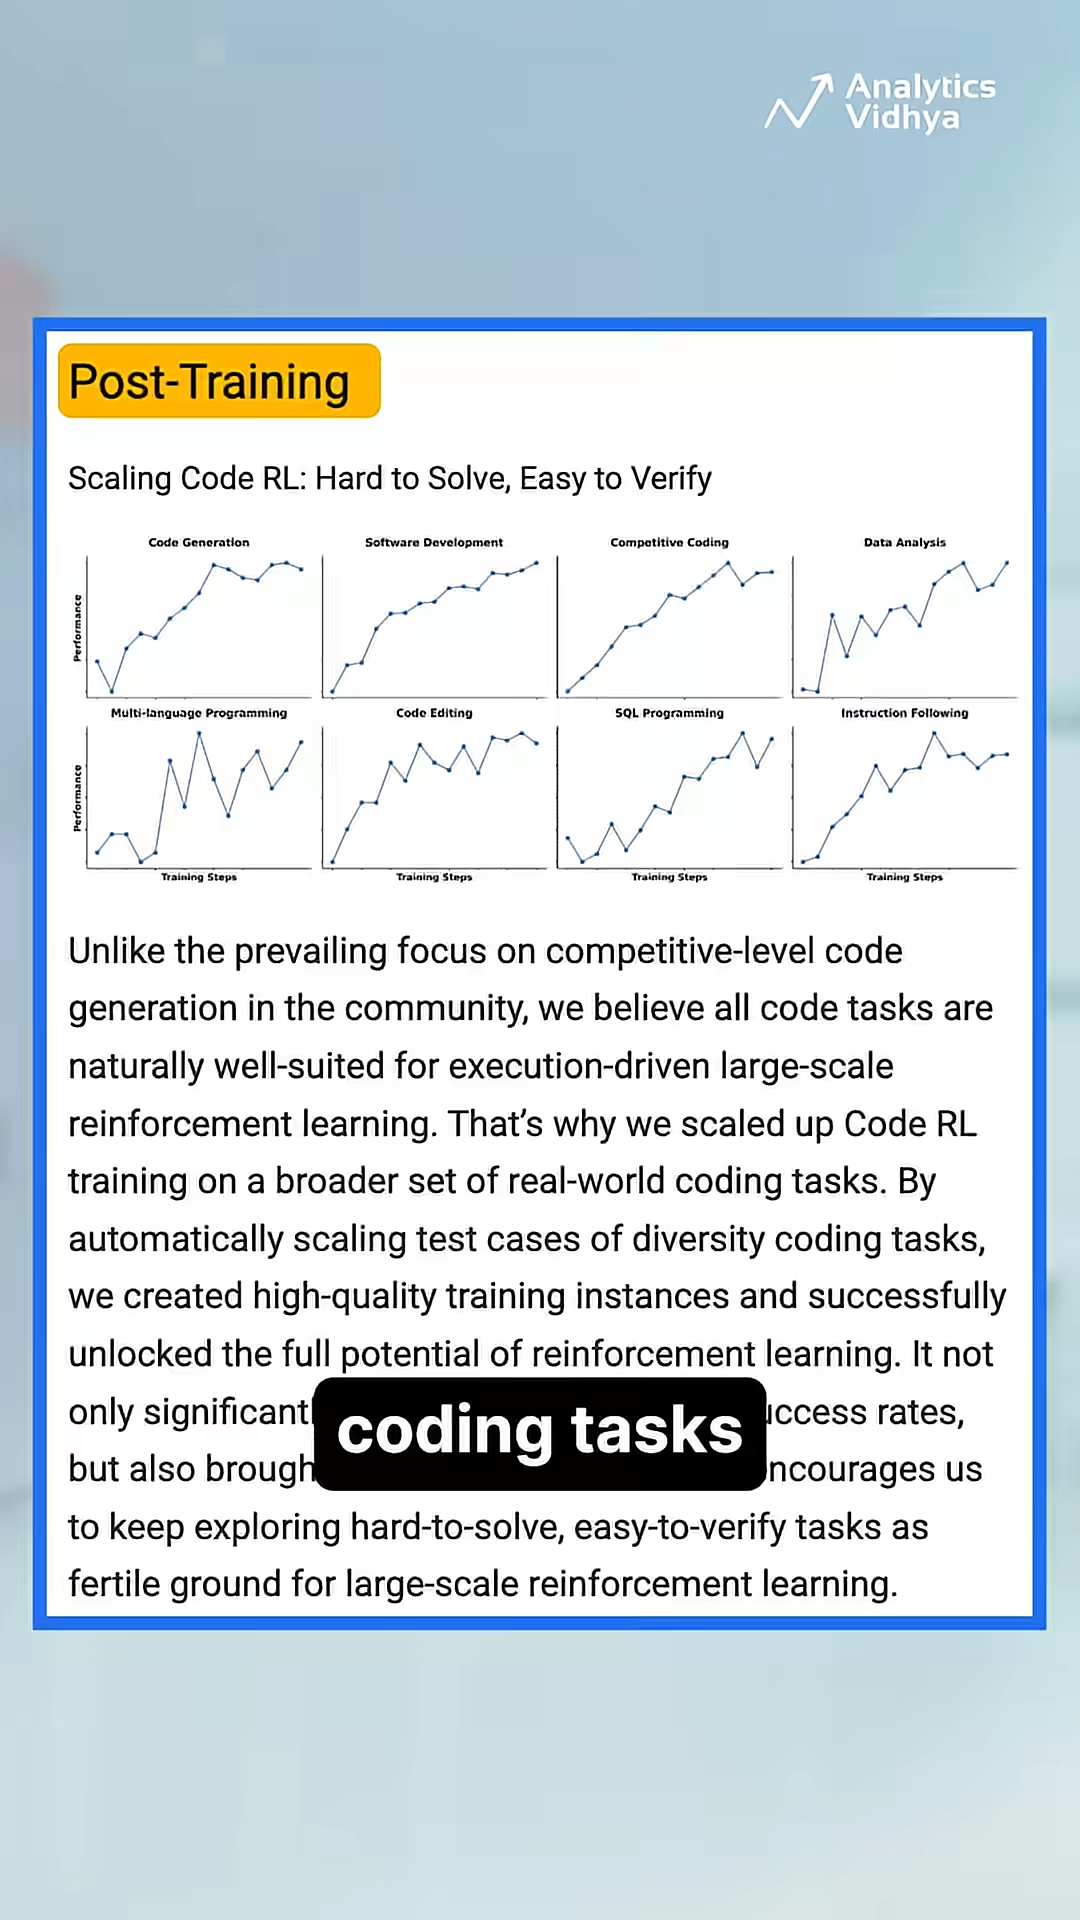 Analytics
Vidhya
Post-Training
Scaling Code RL: Hard to Solve, Easy to Verify
Code Generation
Software Development
Competitive Coding
Data Analysis
Performance
Multi-language Programming
Code Editing
SQL Programming
Instruction Following
Performance
Training Steps
Training Steps
Training Steps
Training Steps
Unlike the prevailing focus on competitive-level code
generation in the community, we believe all code tasks are
naturally well-suited for execution-driven large-scale
reinforcement learning. That’s why we scaled up Code RL
training on a broader set of real-world coding tasks. By
automatically scaling test cases of diversity coding tasks,
we created high-quality training instances and successfully
unlocked the full potential of reinforcement learning. It not
only rates,
but also us
coding tasks
to keep exploring hard-to-solve, easy-to-verify tasks as
fertile ground for large-scale reinforcement learning.